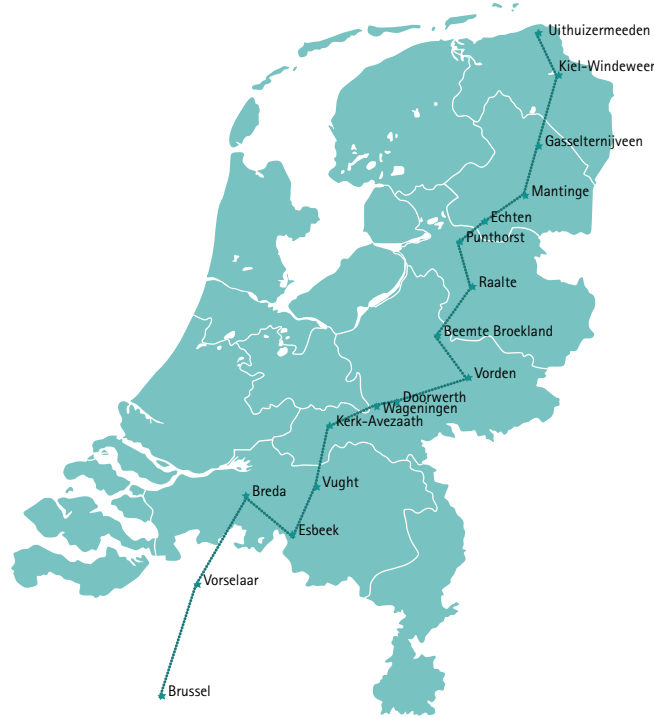 Uithuizermeeden
Kiel-Windeweer
Gasselternijveen
Mantinge
Echten
Punthorst
Raalte
Beemte Broekland
Vorden
Doorwerth
Wageningen
Kerk-Avezaath
Vught
Breda
Esbeek
Vorselaar
Brussel